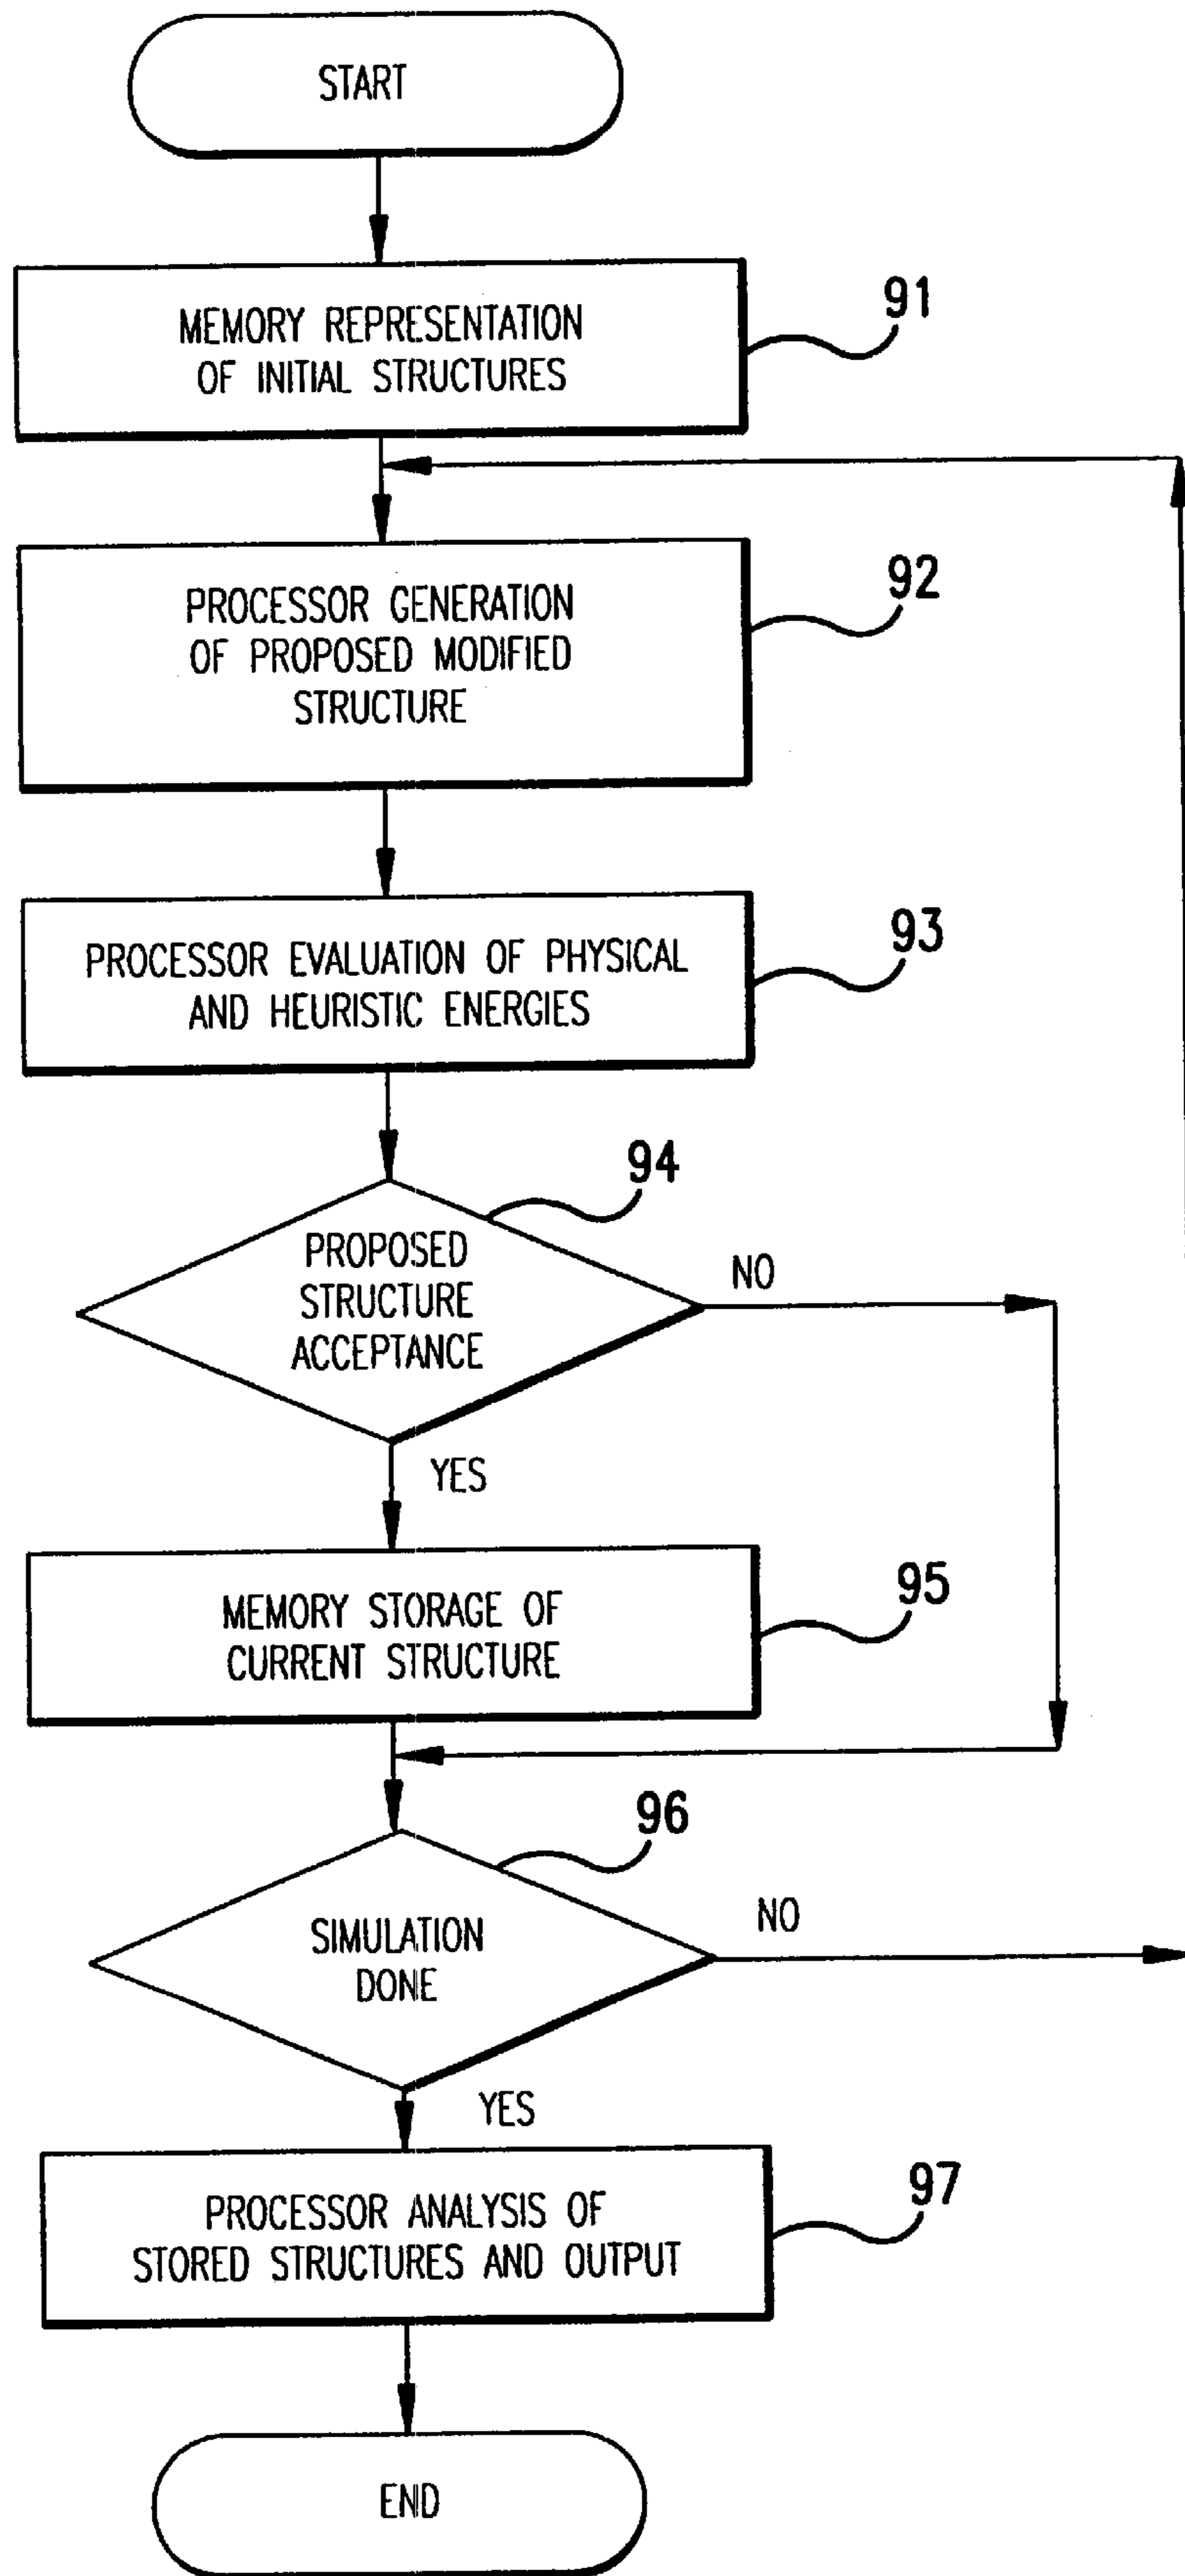 START
MEMORY REPRESENTATION
OF INITIAL STRUCTURES
91
PROCESSOR GENERATION
OF PROPOSED MODIFIED
STRUCTURE
92
PROCESSOR EVALUATION OF PHYSICAL
AND HEURISTIC ENERGIES
93
94
PROPOSED
STRUCTURE
ACCEPTANCE
NO
YES
MEMORY STORAGE OF
CURRENT STRUCTURE
95
96
SIMULATION
DONE
NO
YES
PROCESSOR ANALYSIS OF
STORED STRUCTURES AND OUTPUT
97
END